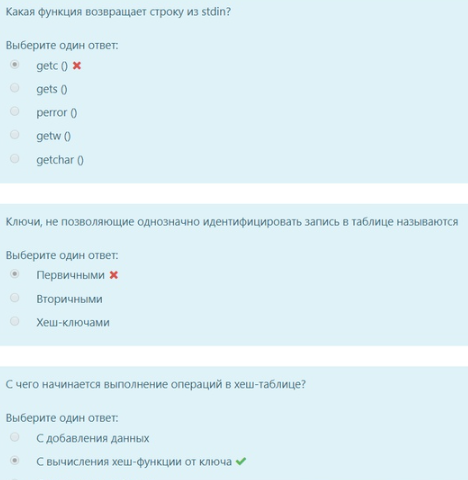 Какая функция возвращает строку из stdin?
Выберите один ответ:
getc ()
gets ()
perror ()
getw ()
getchar ()
Ключи, не позволяющие однозначно идентифицировать запись в таблице называются
Выберите один ответ:
Первичными
Вторичными
Хеш-ключами
С чего начинается выполнение операций в хеш-таблице?
Выберите один ответ:
С добавления данных
С вычисления хеш-функции от ключа